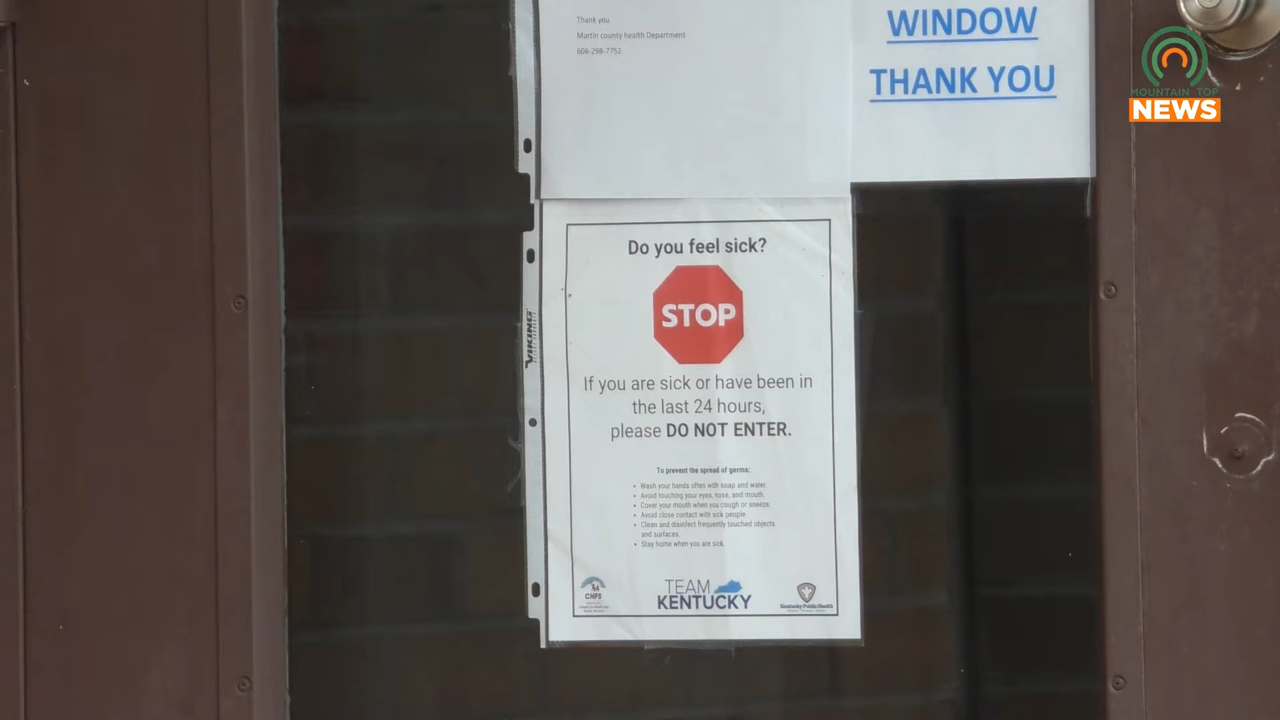 Thank you
Martin county health Department
606-298-7752
WINDOW
THANK YOU
MOUNTAIN TOP
NEWS
Do you feel sick?
STOP
If you are sick or have been in
the last 24 hours,
please DO NOT ENTER.
To prevent the spread of germs:
• Wash your hands often with soap and water.
• Avoid touching your eyes, nose, and mouth.
• Cover your mouth when you cough or sneeze.
• Avoid close contact with sick people.
• Clean and disinfect frequently touched objects
and surfaces.
• Stay home when you are sick.
VIKING
CHFS
TEAM
KENTUCKY
Kentucky Public Health